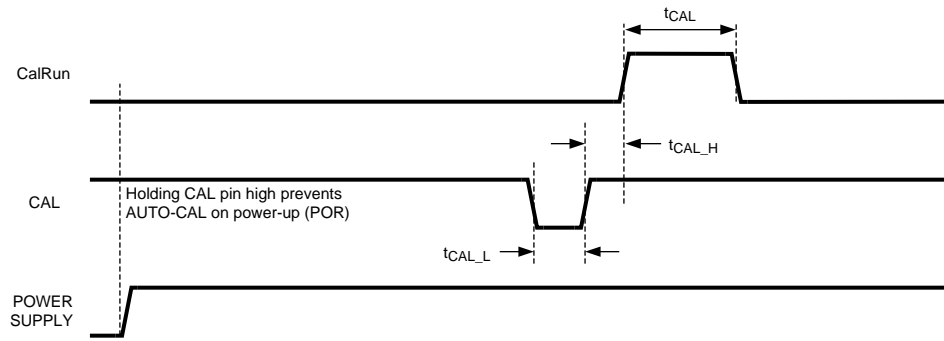 tCAL
CalRun
tCAL_H
CAL
Holding CAL pin high prevents
AUTO-CAL on power-up (POR)
tCAL_L
POWER
SUPPLY